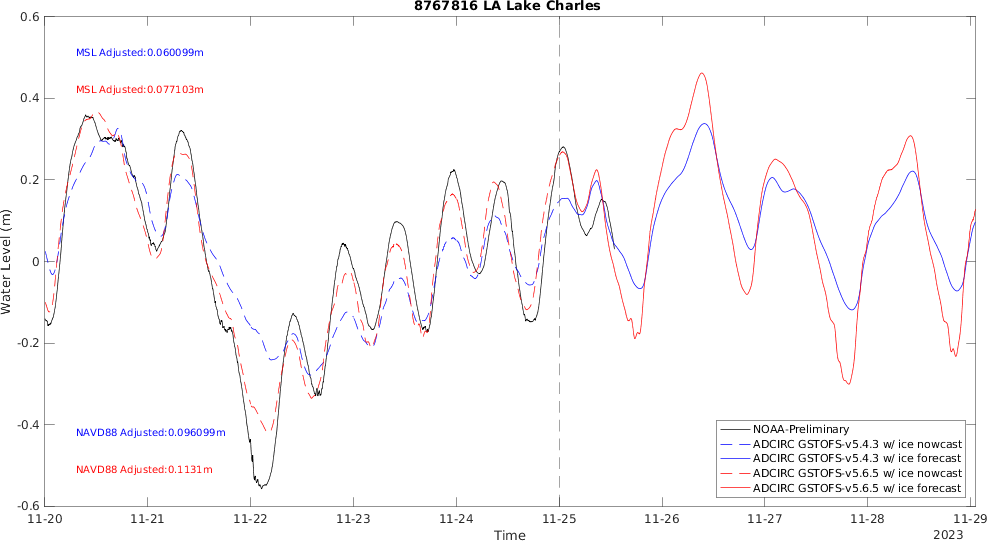 8767816 LA Lake Charles
0.6
MSL Adjusted:0.060099m
MSL Adjusted:0.077103m
0.4
0.2
0
-0.2
-0.4
-0.6
Water Level (m)
NAVD88 Adjusted:0.096099m
NAVD88 Adjusted:0.1131m
NOAA-Preliminary
ADCIRC GSTOFS-v5.4.3 w/ ice nowcast
ADCIRC GSTOFS-v5.4.3 w/ ice forecast
ADCIRC GSTOFS-v5.6.5 w/ ice nowcast
ADCIRC GSTOFS-v5.6.5 w/ ice forecast
11-20 11-21 11-22 11-23 11-24 11-25 11-26 11-27 11-28 11-29
Time
2023